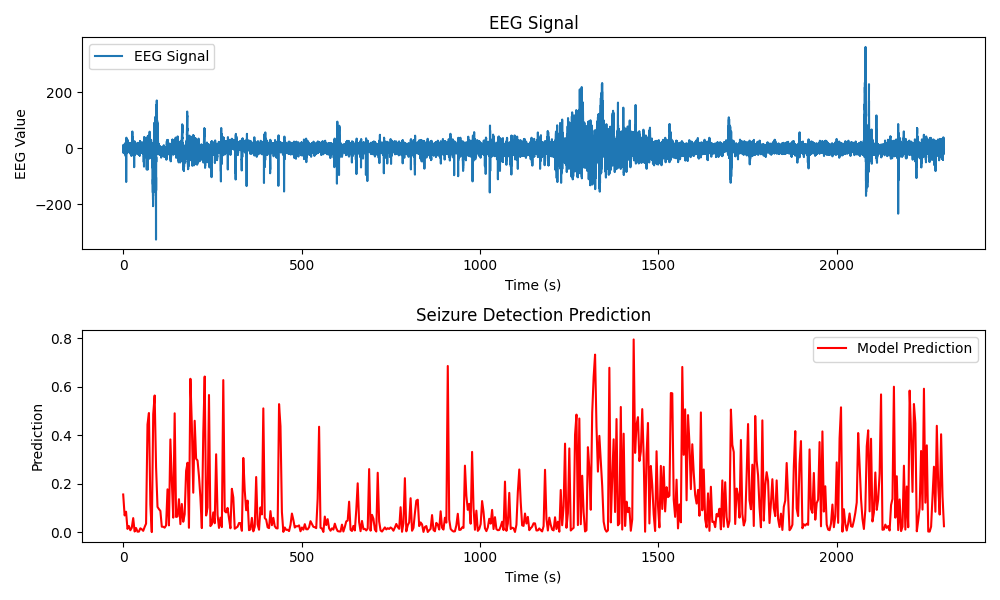 EEG Signal
EEG Signal
EEG Value
200
0
−200
0
500
1000
1500
2000
Time (s)
Seizure Detection Prediction
Model Prediction
Prediction
0.8
0.6
0.4
0.2
0.0
0
500
1000
1500
2000
Time (s)